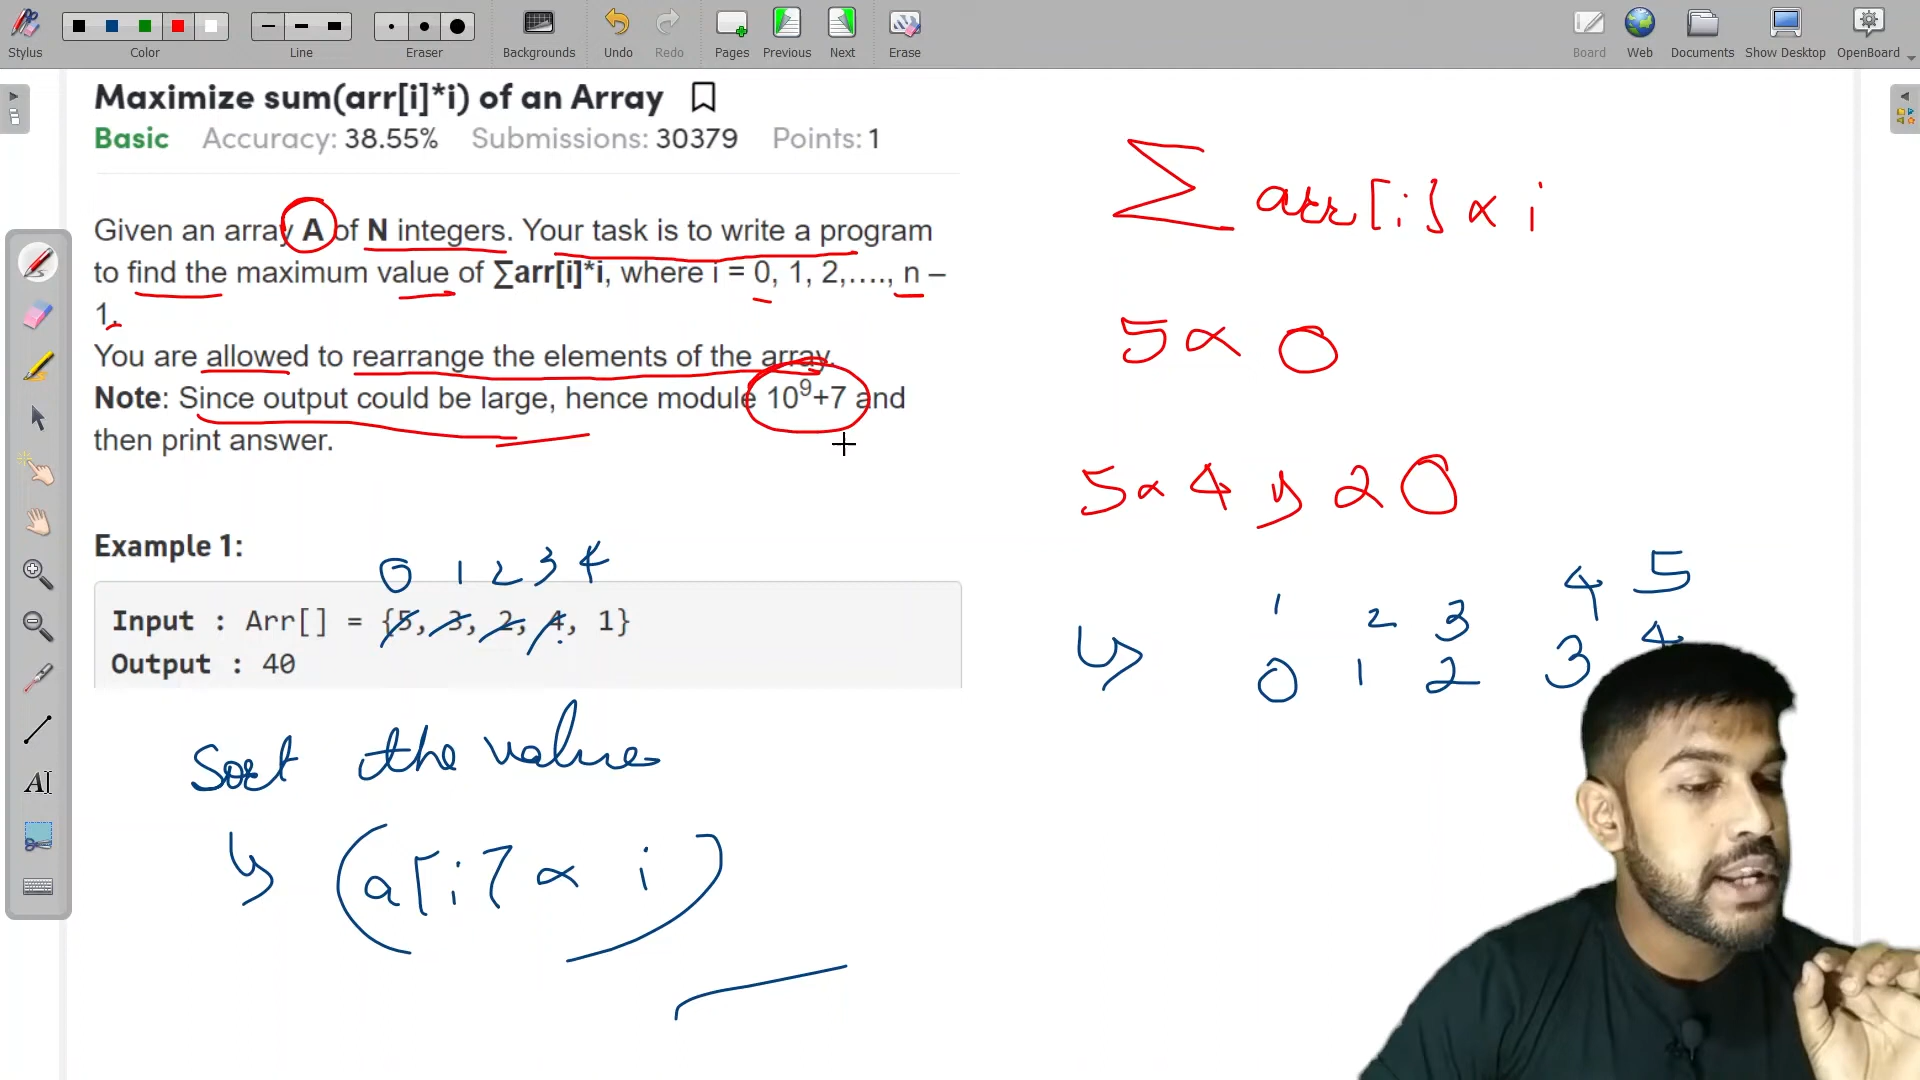 Stylus Color Line Eraser Backgrounds Undo Redo Pages Previous Next Erase Board Web Documents Show Desktop OpenBoard
Maximize sum(arr[i]*i) of an Array
Basic Accuracy: 38.55% Submissions: 30379 Points: 1
Given an array A of N integers. Your task is to write a program
to find the maximum value of ∑arr[i]*i, where i = 0, 1, 2,…., n –
1.
You are allowed to rearrange the elements of the array.
Note: Since output could be large, hence module 10⁹+7 and
then print answer.
Example 1:
0 1 2 3 4
Input : Arr[] = {5, 3, 2, 4, 1}
Output : 40
Sort the values
(a[i] * i)
∑ arr[i] * i
5 * 0
5 * 4 20
1 2 3 4 5
0 1 2 3 4